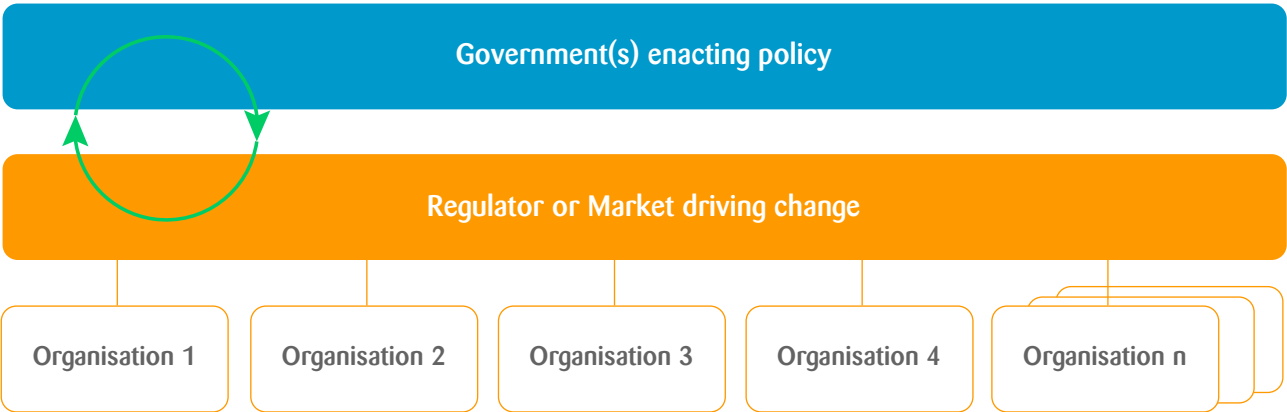 Government(s) enacting policy
Regulator or Market driving change
Organisation 1
Organisation 2
Organisation 3
Organisation 4
Organisation n